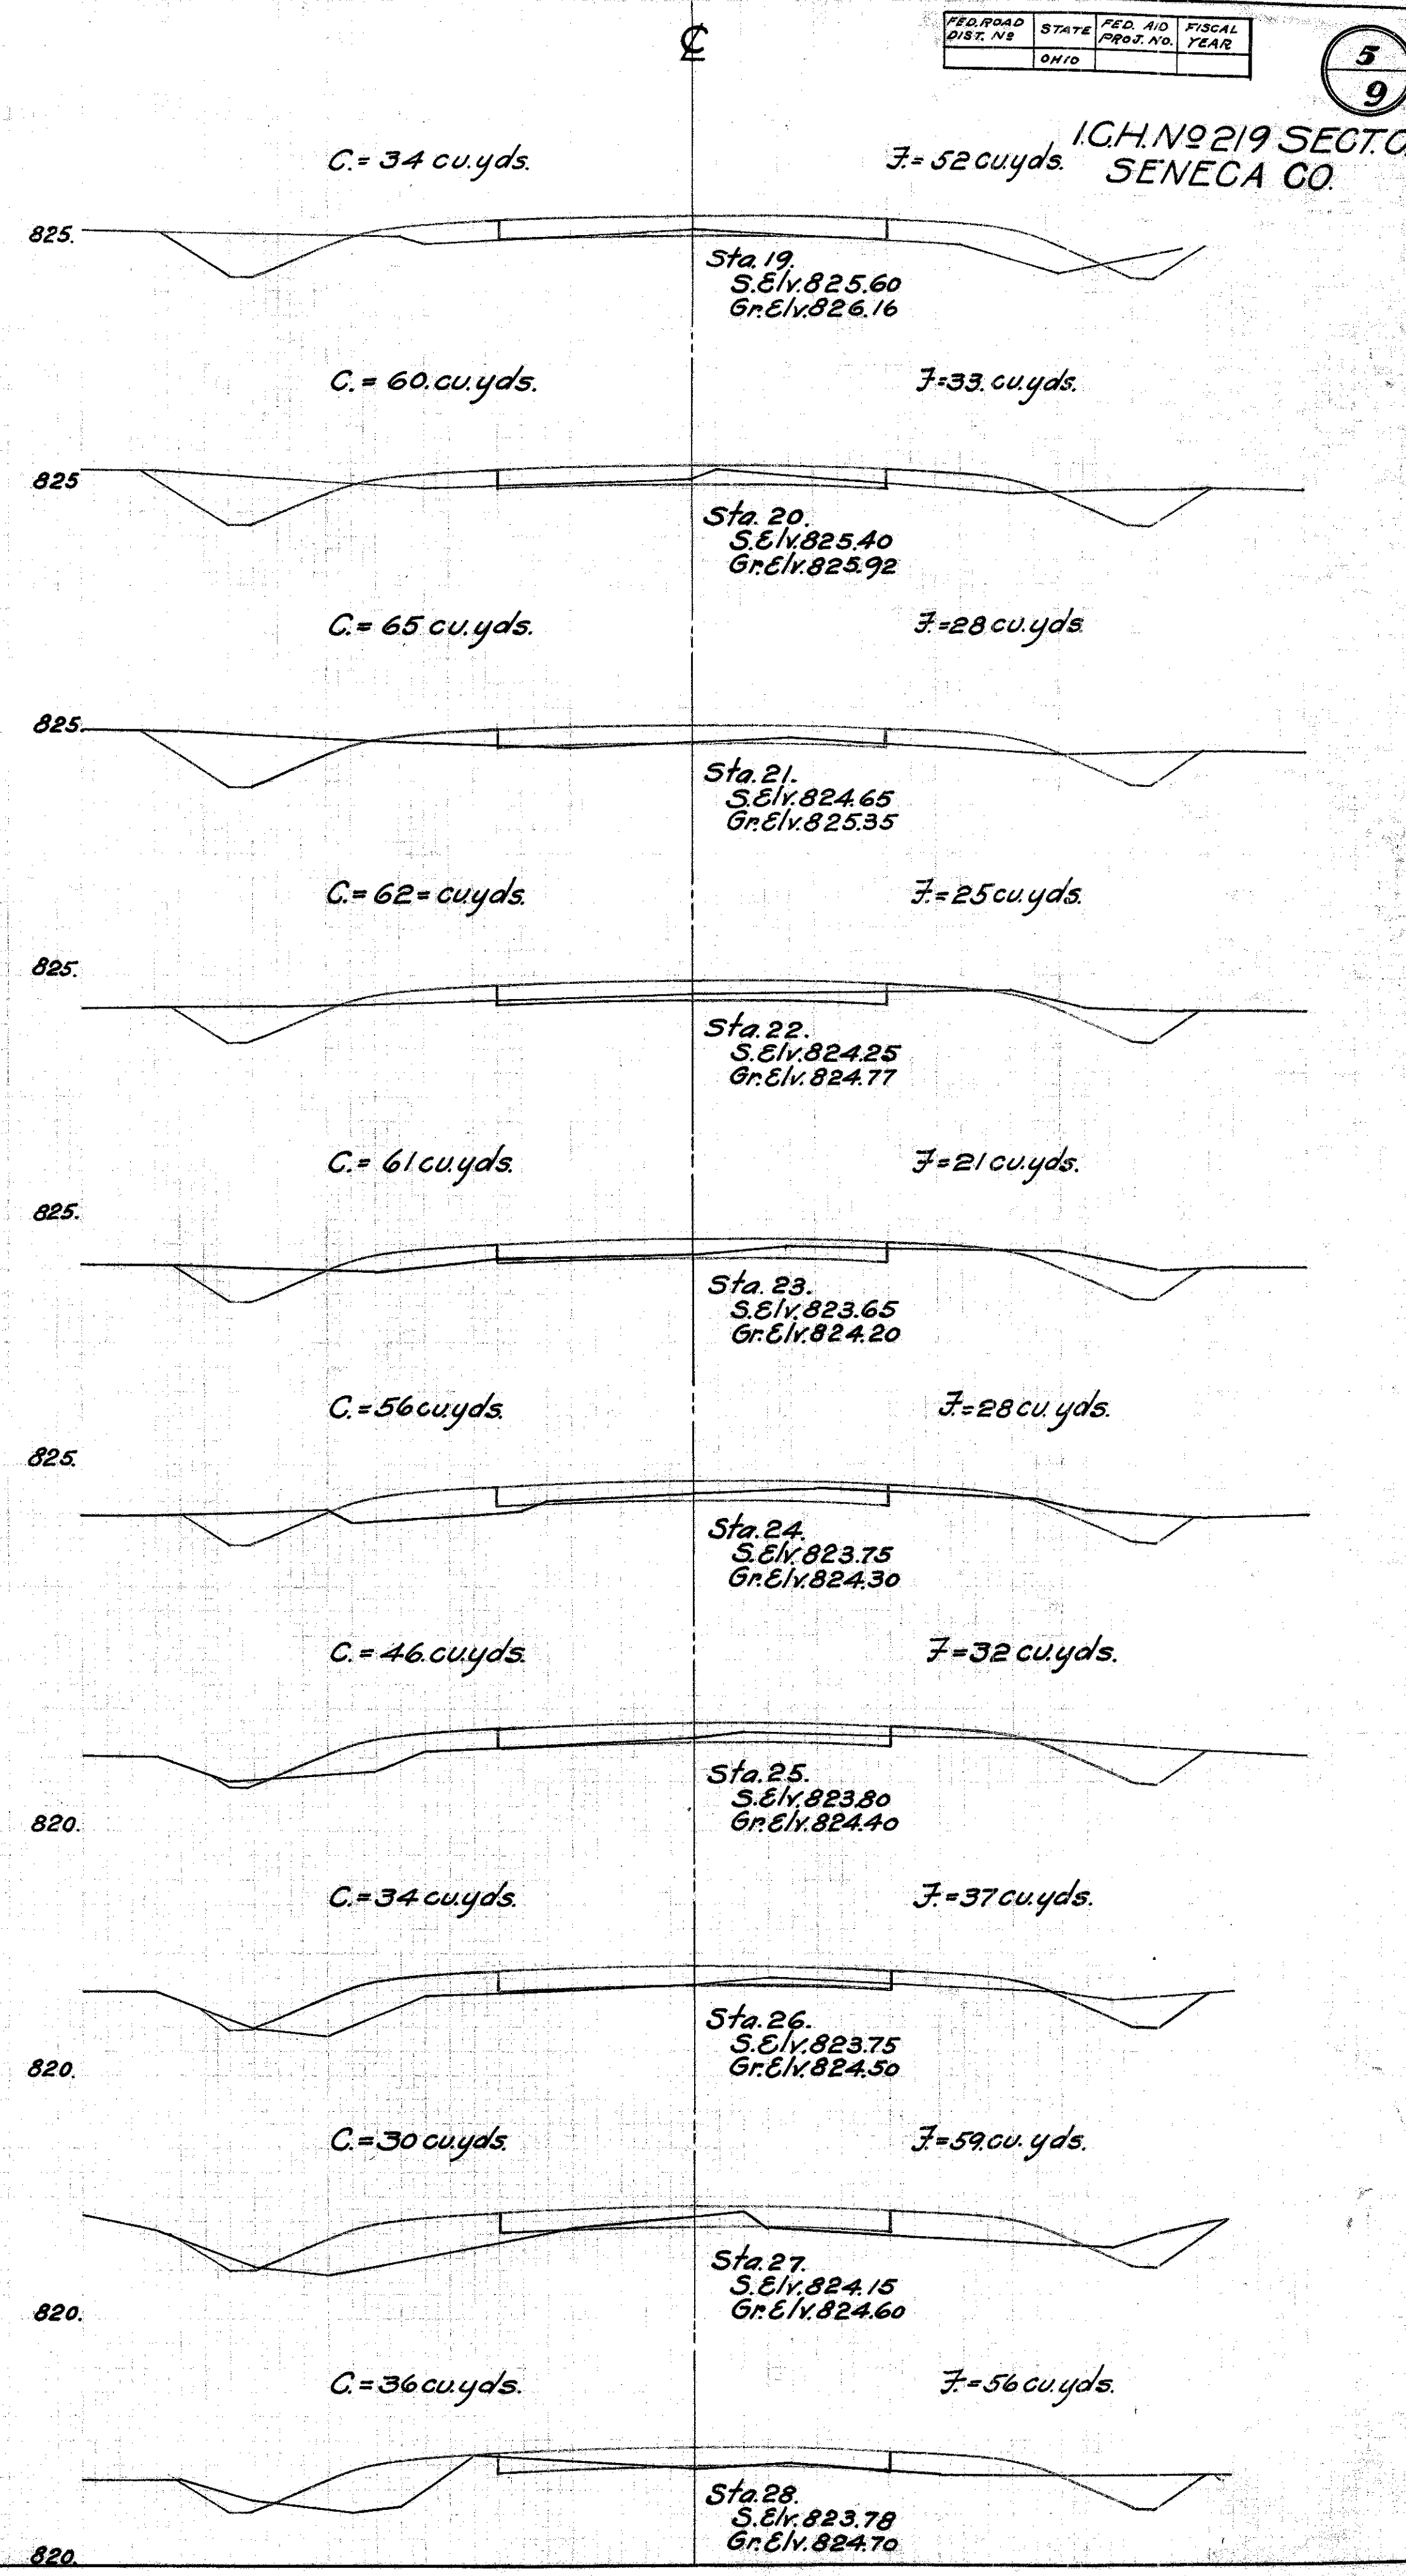 ℄
FED. ROAD DIST. Nº STATE FED. AID PROJ. NO. FISCAL YEAR
OHIO
5
9
I.C.H. Nº 219 SECT. C.
SENECA CO.
C. = 34 cu. yds. F. = 52 cu. yds.
825.
Sta. 19.
S. Elv. 825.60
Gr. Elv. 826.16
C. = 60. cu. yds. F. = 33. cu. yds.
825
Sta. 20.
S. Elv. 825.40
Gr. Elv. 825.92
C. = 65 cu. yds. F. = 28 cu. yds
825.
Sta. 21.
S. Elv. 824.65
Gr. Elv. 825.35
C. = 62 = cu yds. F. = 25 cu. yds.
825.
Sta. 22.
S. Elv. 824.25
Gr. Elv. 824.77
C. = 61 cu. yds. F = 21 cu. yds.
825.
Sta. 23.
S. Elv. 823.65
Gr. Elv. 824.20
C. = 56 cu. yds. F. = 28 cu. yds.
825.
Sta. 24.
S. Elv. 823.75
Gr. Elv. 824.30
C. = 46. cu. yds. F = 32 cu. yds.
Sta. 25.
S. Elv. 823.80
Gr. Elv. 824.40
820.
C. = 34 cu. yds. F. = 37 cu. yds.
Sta. 26.
S. Elv. 823.75
Gr. Elv. 824.50
820.
C. = 30 cu. yds. F. = 59. cu. yds.
Sta. 27.
S. Elv. 824.15
Gr. Elv. 824.60
820.
C. = 36 cu. yds. F. = 56 cu. yds.
Sta. 28.
S. Elv. 823.78
Gr. Elv. 824.70
820.